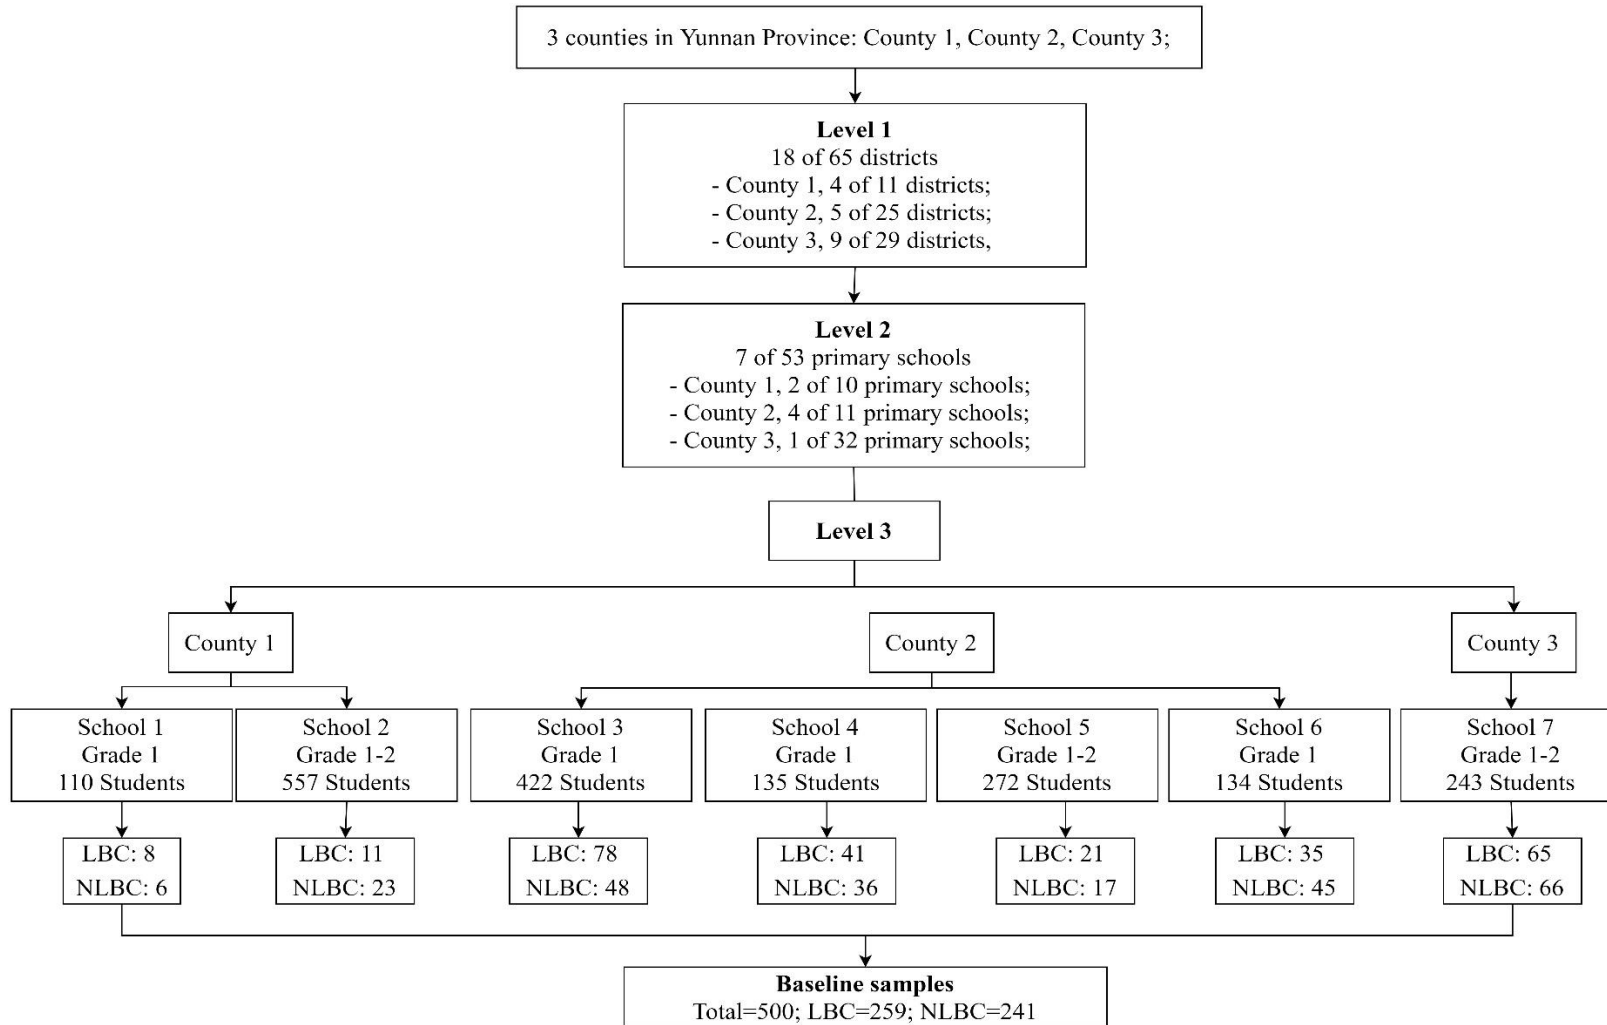 3 counties in Yunnan Province: County 1, County 2, County 3;
Level 1
18 of 65 districts
- County 1, 4 of 11 districts;
- County 2, 5 of 25 districts;
- County 3, 9 of 29 districts,
Level 2
7 of 53 primary schools
- County 1, 2 of 10 primary schools;
- County 2, 4 of 11 primary schools;
- County 3, 1 of 32 primary schools;
Level 3
County 1
County 2
County 3
School 1
Grade 1
110 Students
School 2
Grade 1-2
557 Students
School 3
Grade 1
422 Students
School 4
Grade 1
135 Students
School 5
Grade 1-2
272 Students
School 6
Grade 1
134 Students
School 7
Grade 1-2
243 Students
LBC: 8
NLBC: 6
LBC: 11
NLBC: 23
LBC: 78
NLBC: 48
LBC: 41
NLBC: 36
LBC: 21
NLBC: 17
LBC: 35
NLBC: 45
LBC: 65
NLBC: 66
Baseline samples
Total=500; LBC=259; NLBC=241